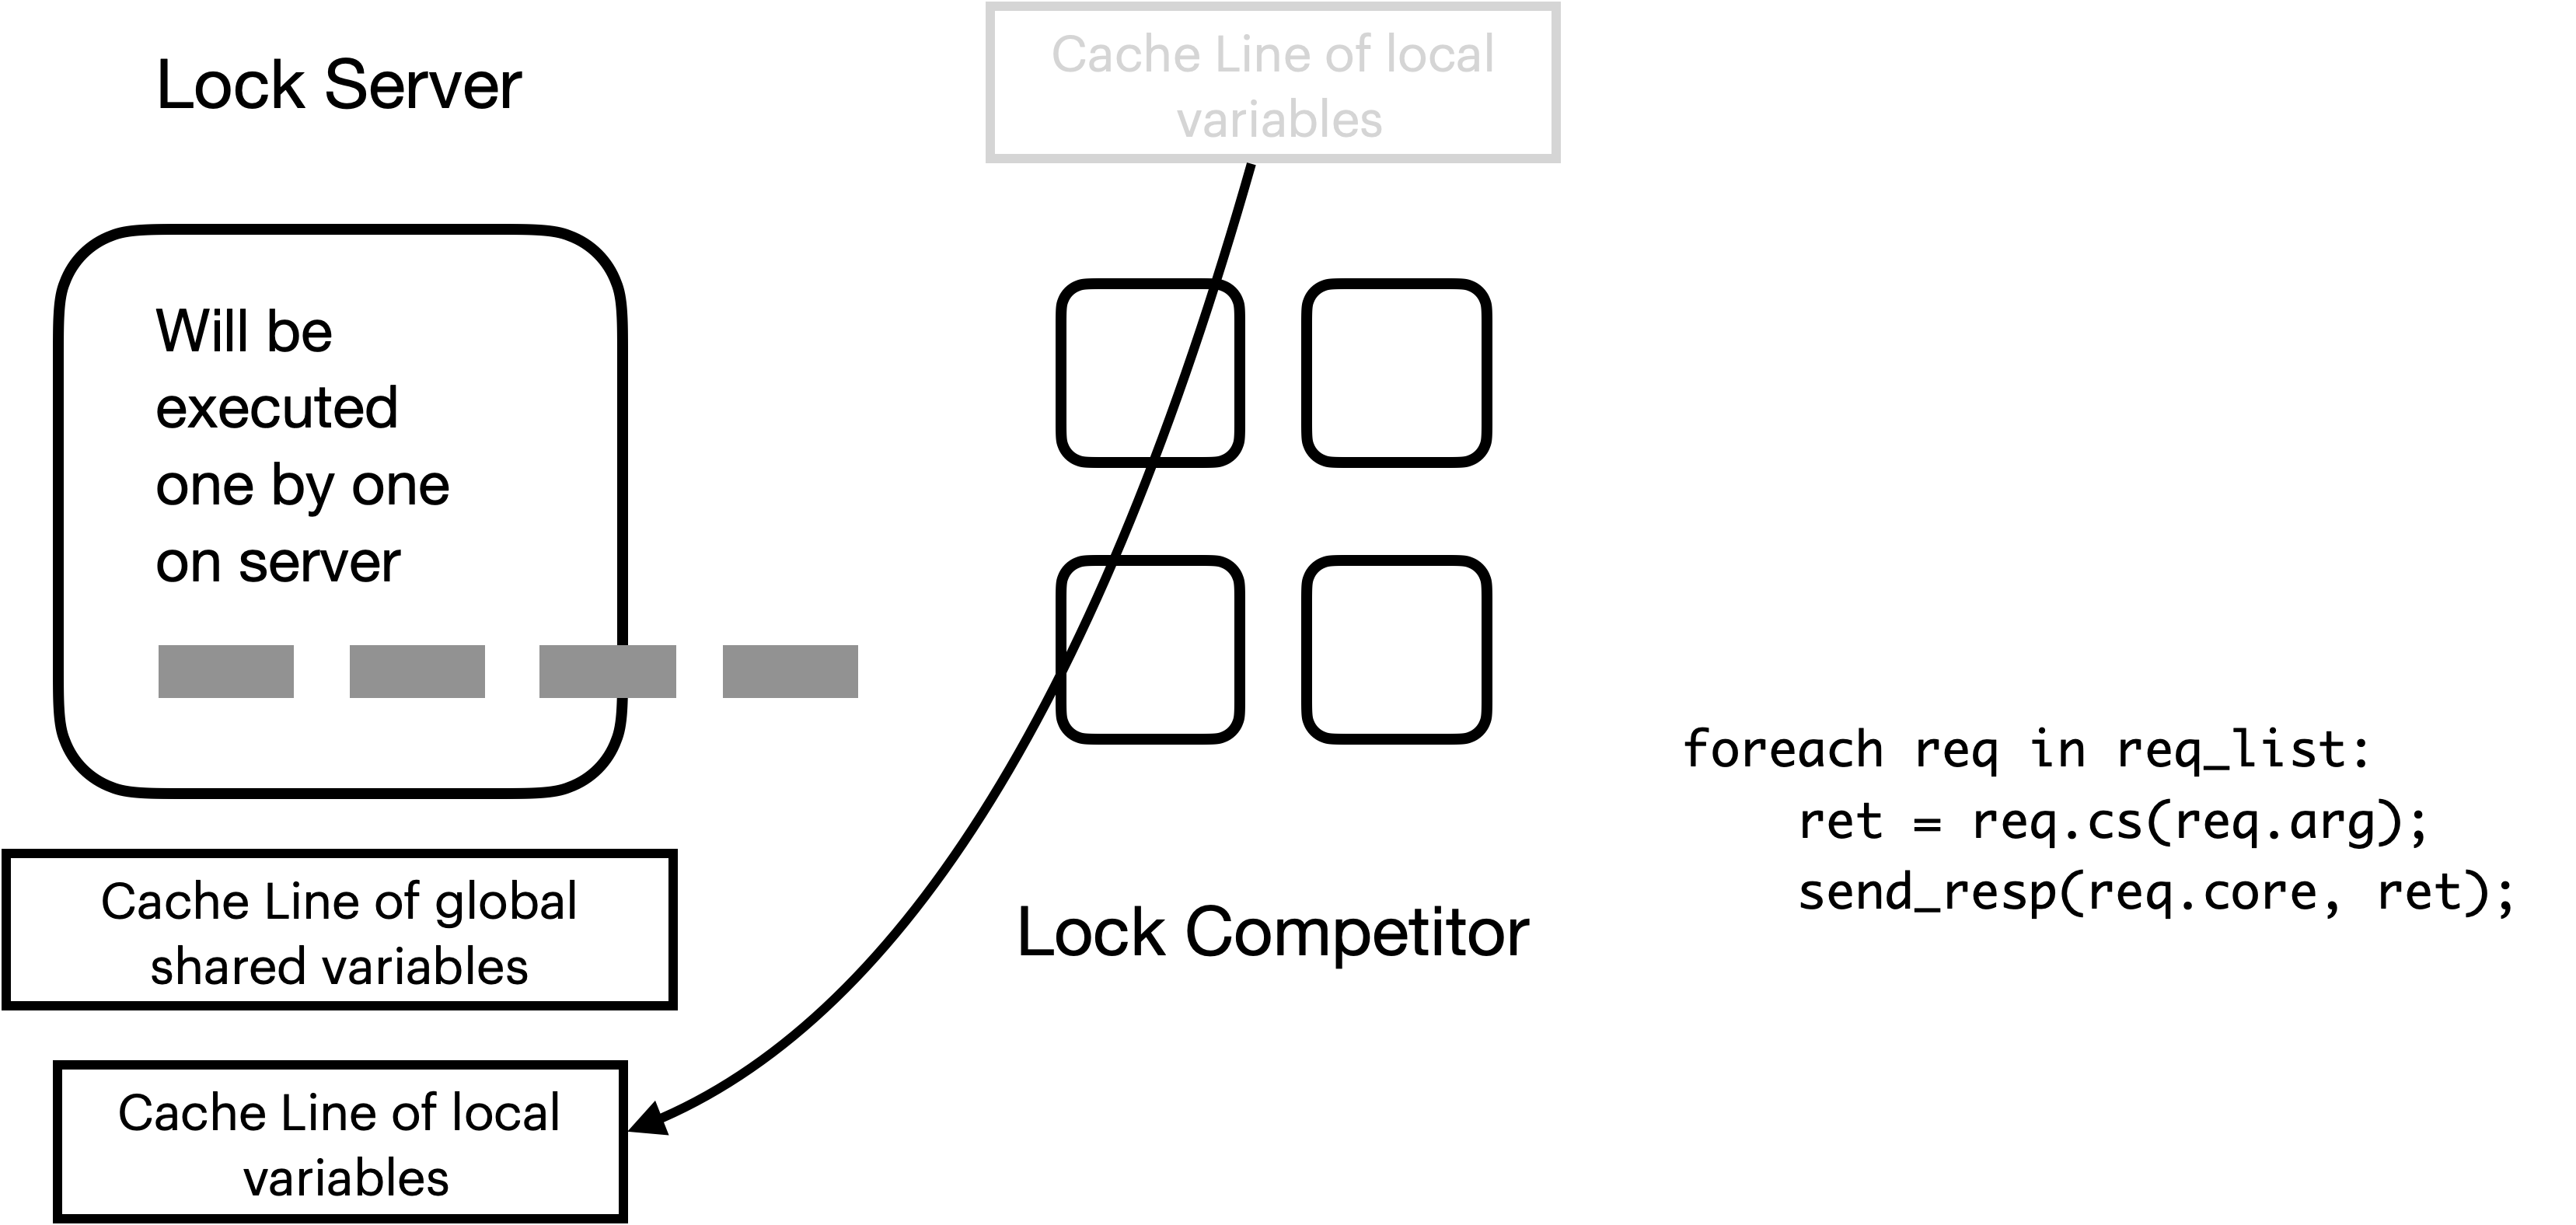 Lock Server
Cache Line of local
variables
Will be
executed
one by one
on server
Cache Line of global
shared variables
Cache Line of local
variables
Lock Competitor
foreach req in req_list:
    ret = req.cs(req.arg);
    send_resp(req.core, ret);